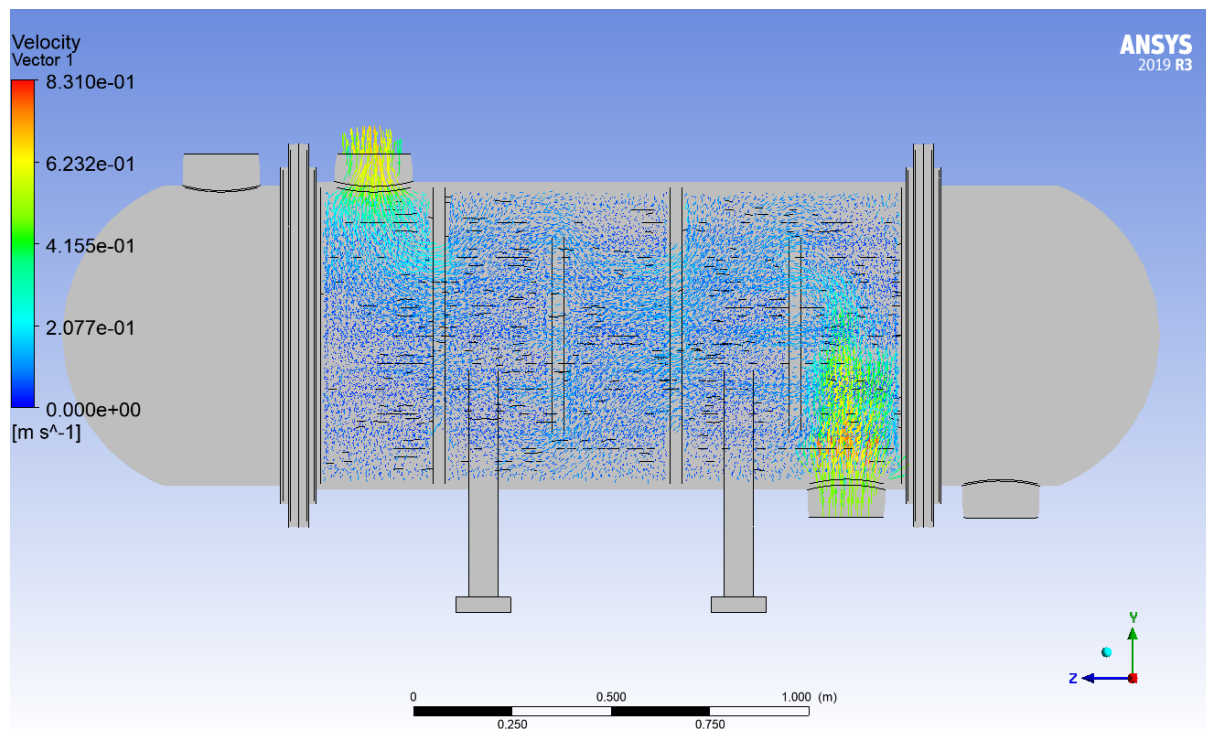 Velocity
Vector 1
8.310e-01
6.232e-01
4.155e-01
2.077e-01
0.000e+00
[m s^-1]
ANSYS
2019 R3
Y
Z
0 0.500 1.000 (m)
0.250 0.750